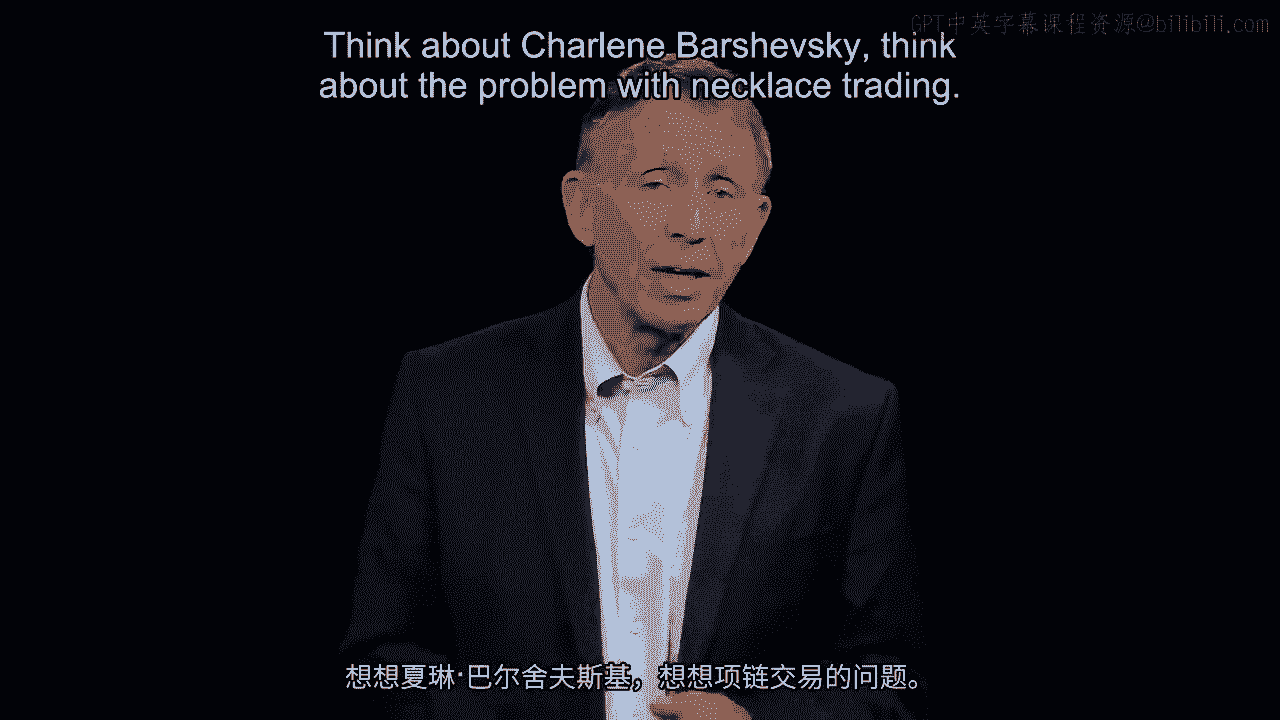 GPT中英字幕课程资源@bilibili.com
Think about Charlene Barshevsky, think
about the problem with necklace trading.
想想夏琳·巴尔舍夫斯基，想想项链交易的问题。